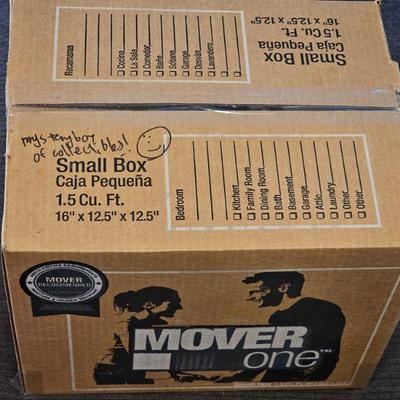 Small Box
Caja Pequeña
1.5 Cu. Ft.
16" x 12.5" x 12.5"
Recamaras
Cocina
La Sala
Comedor
Baño
Sótano
Garage
Desván
Lavandero
mystery box
of collectibles!
Small Box
Caja Pequeña
1.5 Cu. Ft.
16" x 12.5" x 12.5"
Bedroom
Kitchen
Family Room
Dining Room
Bath
Basement
Garage
Attic
Laundry
Other
Other
MOVER
RECOMMENDED
MOVER
one™